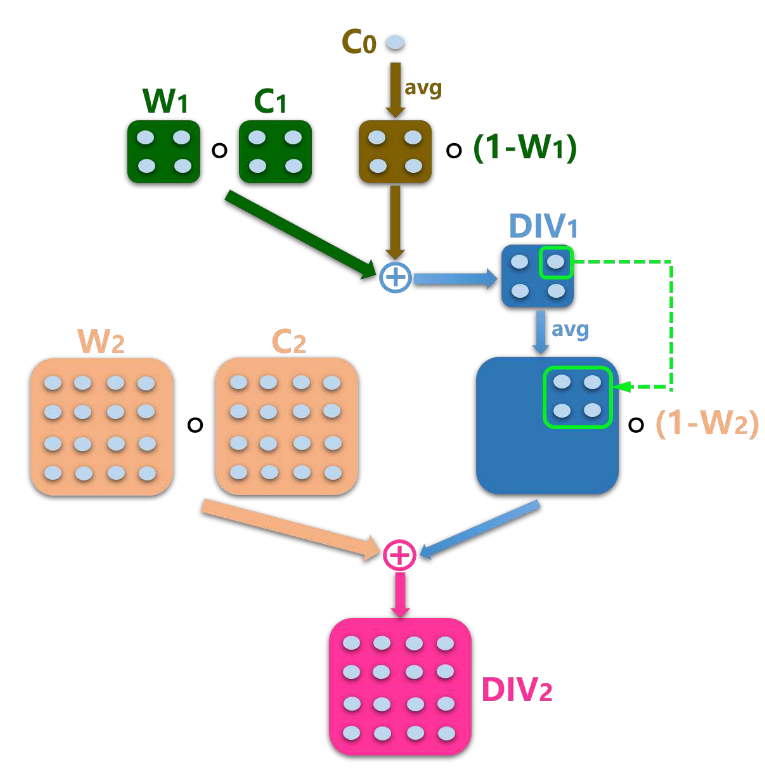 C0
avg
W1
C1
(1-W1)
DIV1
avg
W2
C2
(1-W2)
DIV2